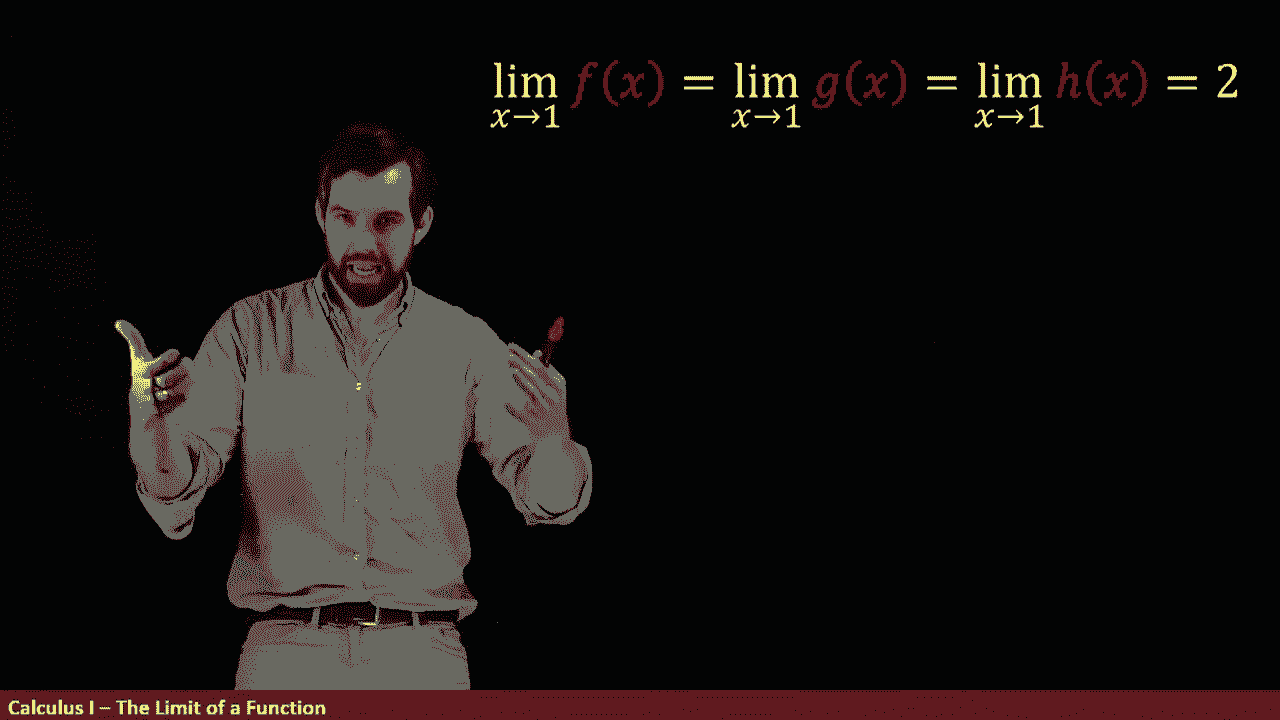 lim f(x) = lim g(x) = lim h(x) = 2
x→1 x→1 x→1
Calculus I – The Limit of a Function